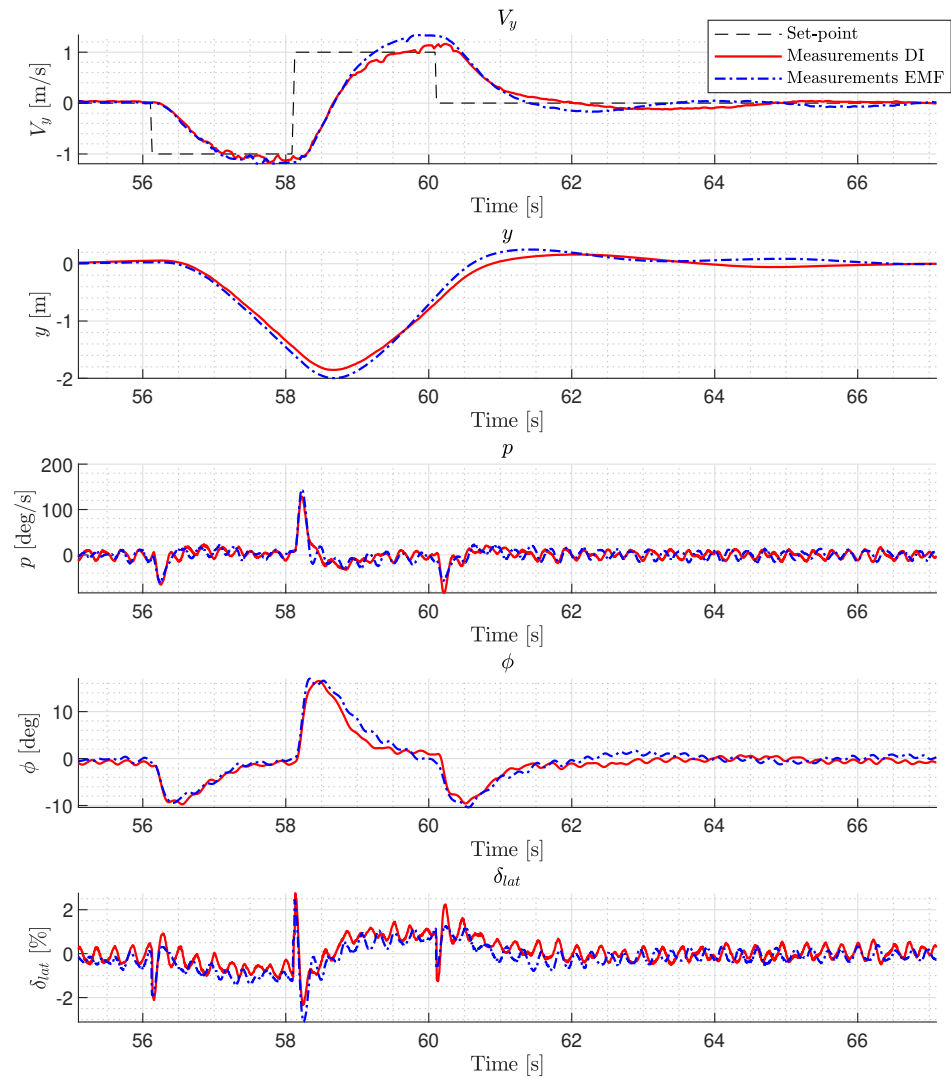 V_y
V_y [m/s]
1
0
-1
Set-point
Measurements DI
Measurements EMF
56 58 60 62 64 66
Time [s]
y
y [m]
0
-1
-2
56 58 60 62 64 66
Time [s]
p
p [deg/s]
200
100
0
56 58 60 62 64 66
Time [s]
ϕ
ϕ [deg]
10
0
-10
56 58 60 62 64 66
Time [s]
δ_lat
δ_lat [%]
2
0
-2
56 58 60 62 64 66
Time [s]